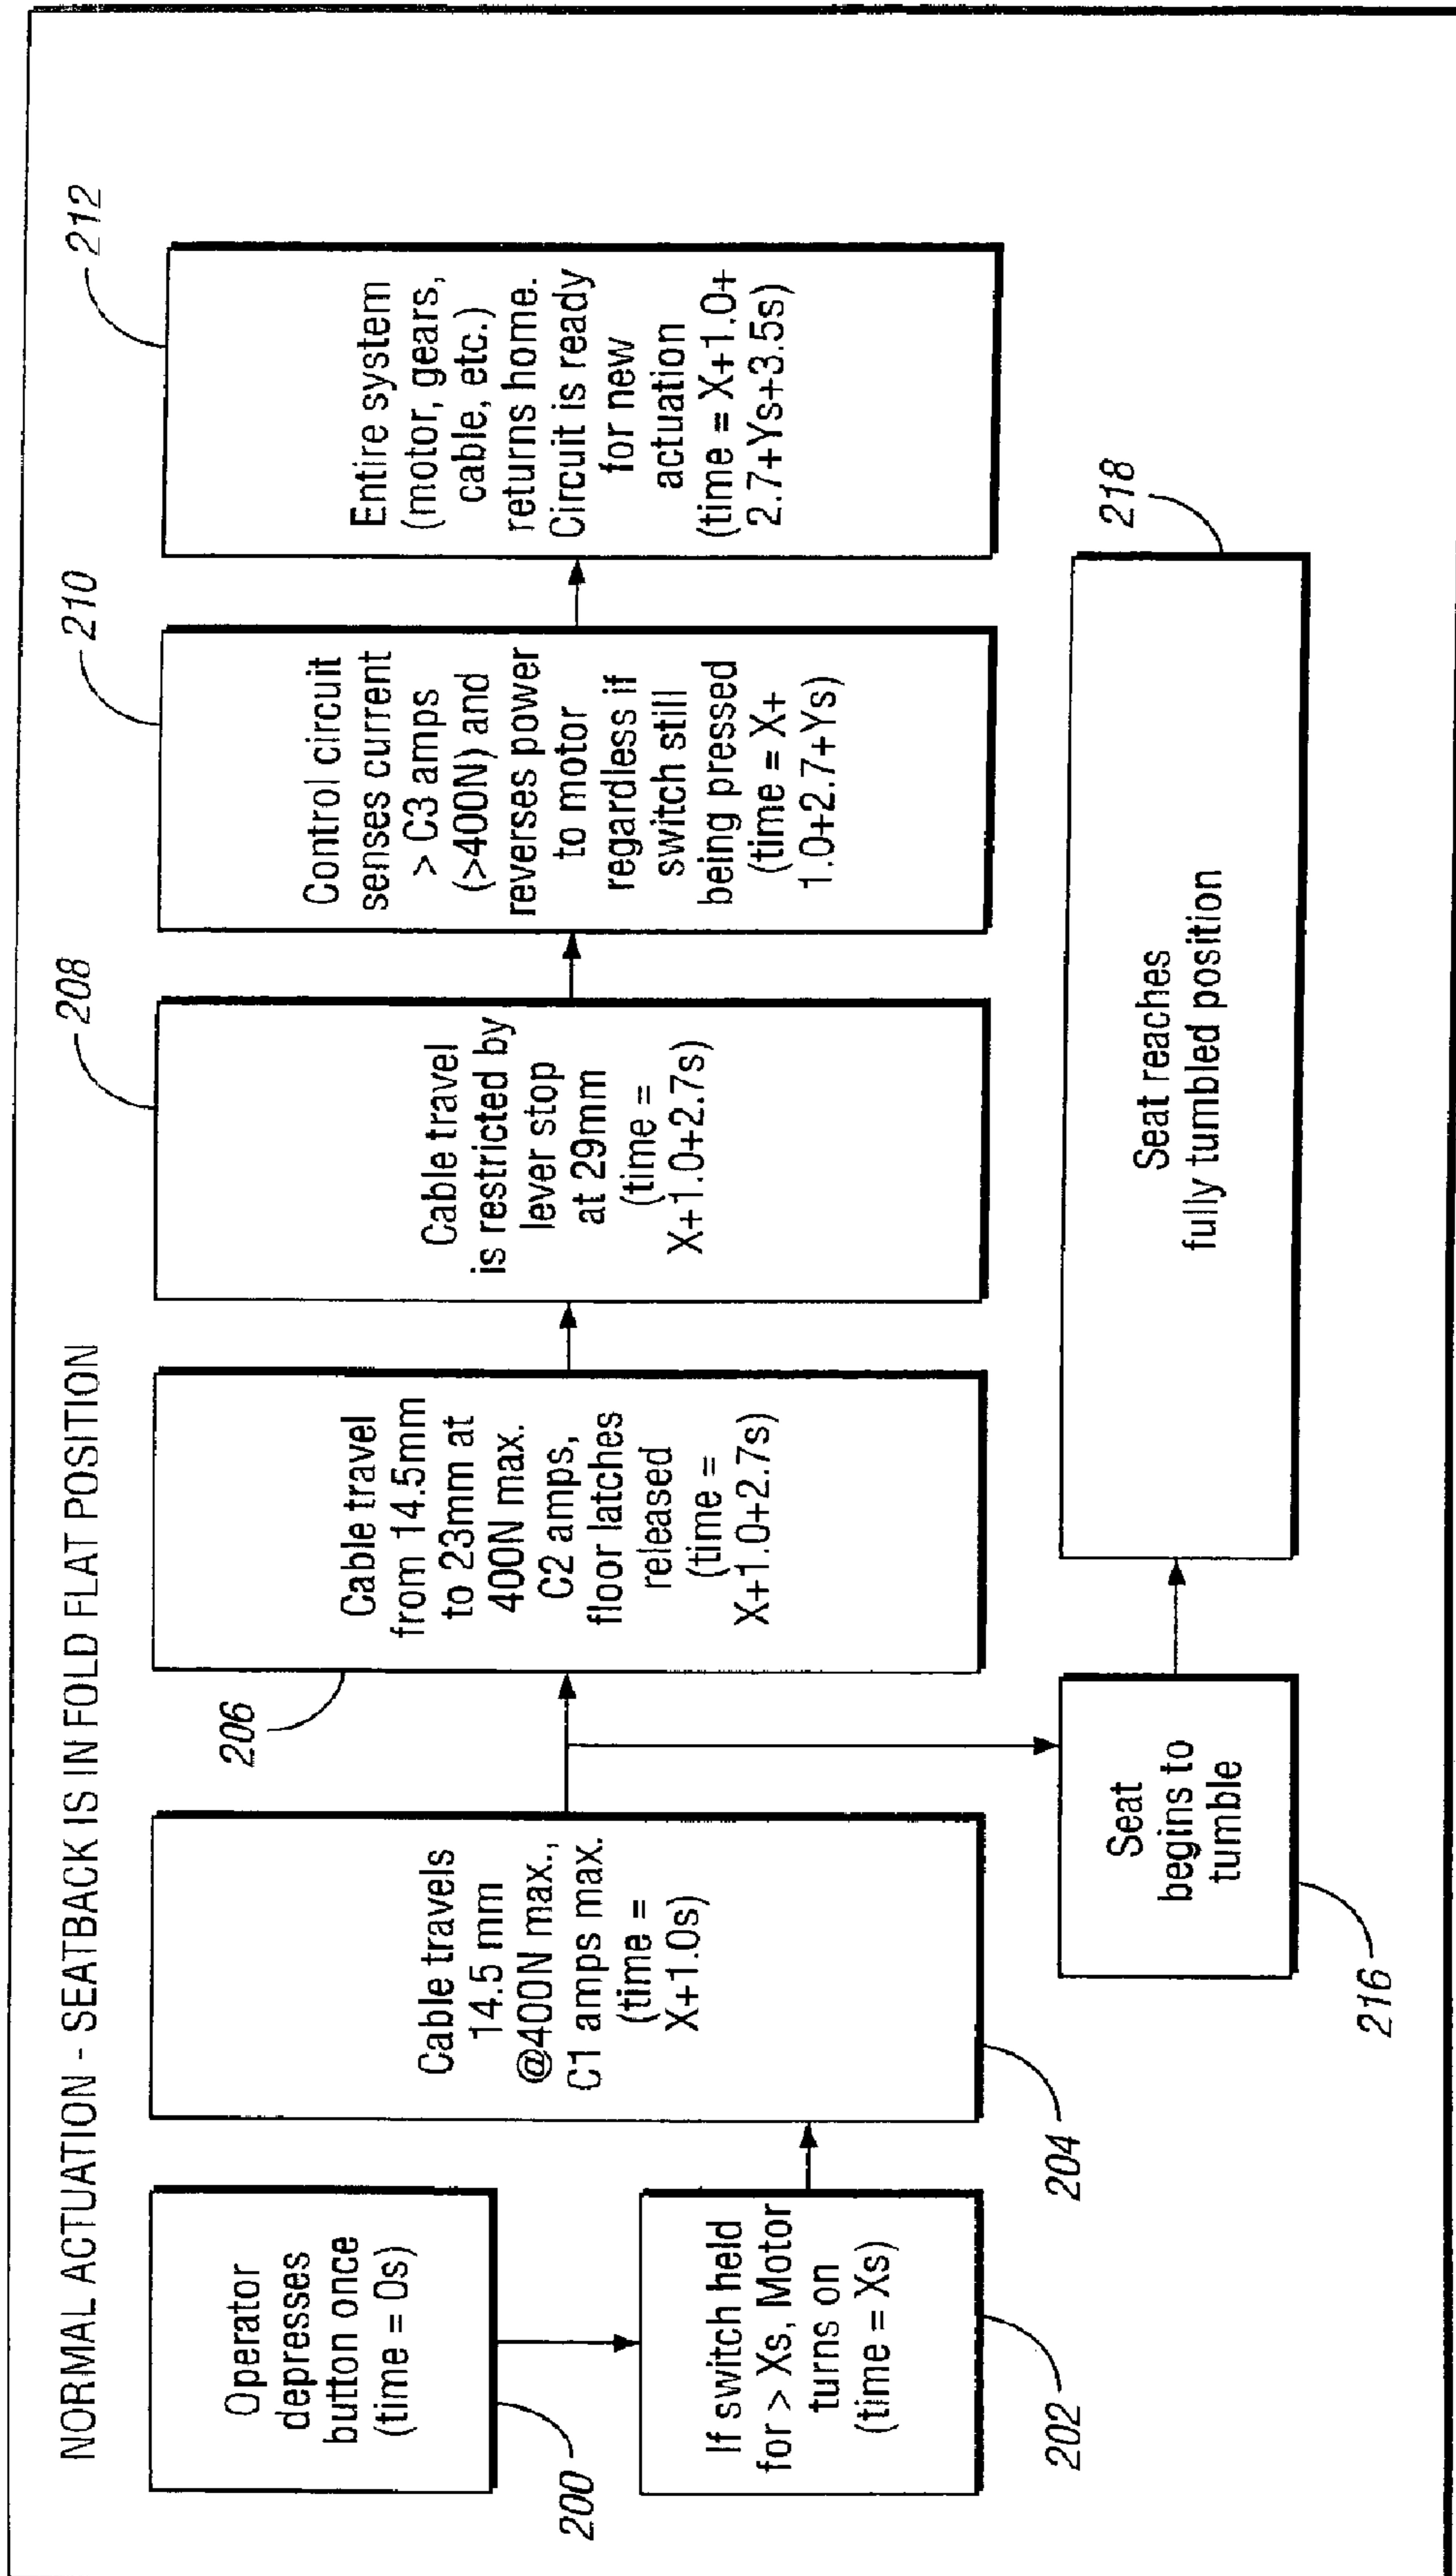 NORMAL ACTUATION - SEATBACK IS IN FOLD FLAT POSITION
Operator
depresses
button once
(time = 0s)
200
If switch held
for > Xs, Motor
turns on
(time = Xs)
202
Cable travels
14.5 mm
@400N max.,
C1 amps max.
(time =
X+1.0s)
204
Cable travel
from 14.5mm
to 23mm at
400N max.
C2 amps,
floor latches
released
(time =
X+1.0+2.7s)
206
Cable travel
is restricted by
lever stop
at 29mm
(time =
X+1.0+2.7s)
208
Control circuit
senses current
> C3 amps
(>400N) and
reverses power
to motor
regardless if
switch still
being pressed
(time = X+
1.0+2.7+Ys)
210
Entire system
(motor, gears,
cable, etc.)
returns home.
Circuit is ready
for new
actuation
(time = X+1.0+
2.7+Ys+3.5s)
212
Seat
begins to
tumble
216
Seat reaches
fully tumbled position
218